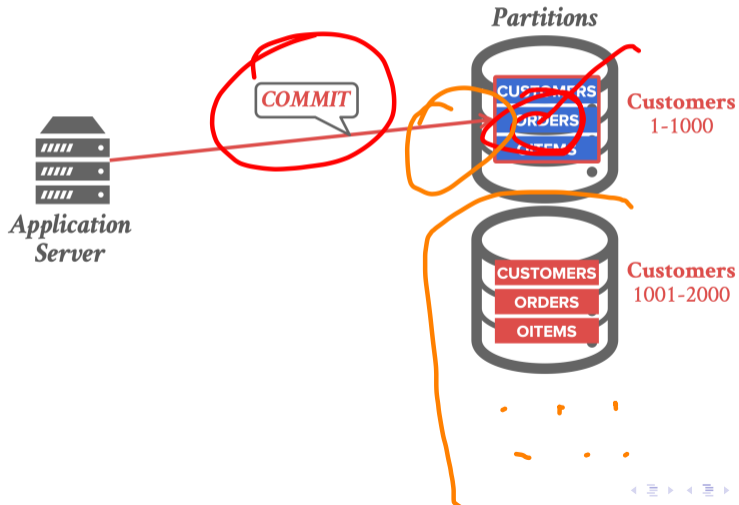 Partitions
COMMIT
CUSTOMERS
ORDERS
OITEMS
Customers
1-1000
Application
Server
CUSTOMERS
ORDERS
OITEMS
Customers
1001-2000